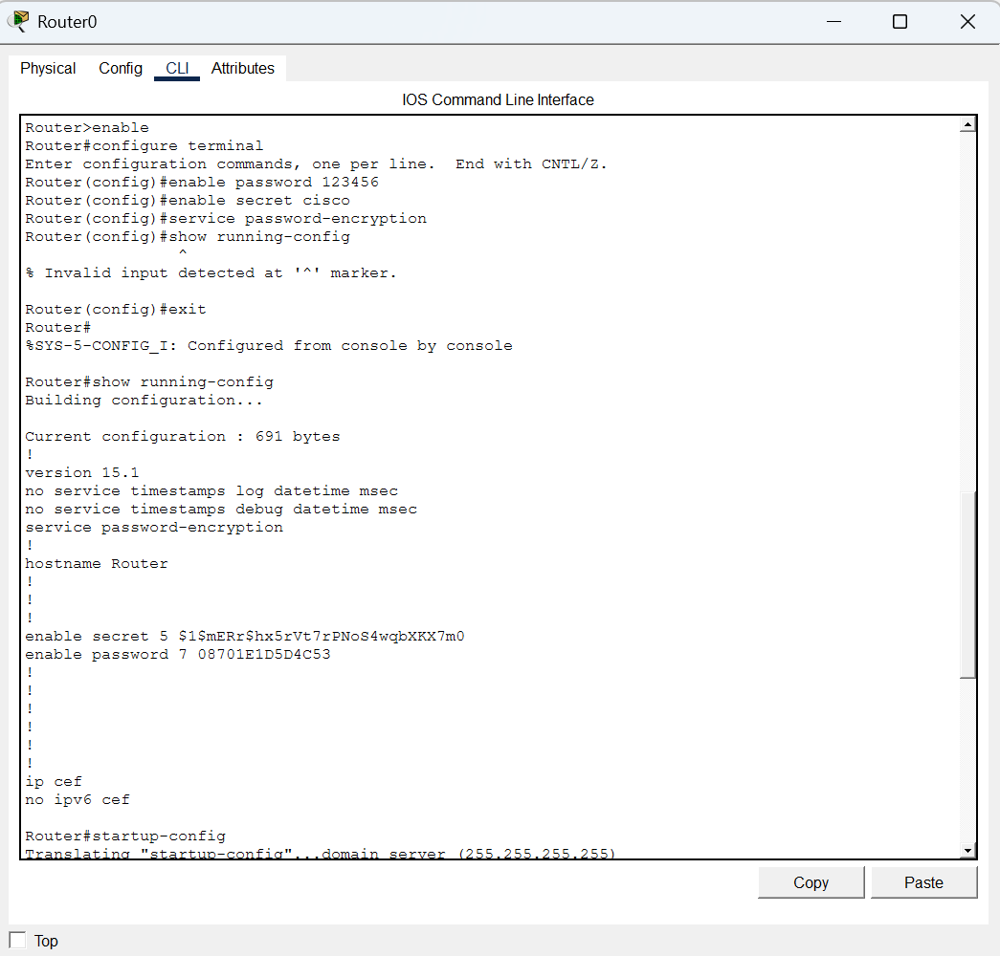 Router0
Physical Config CLI Attributes
IOS Command Line Interface
Router>enable
Router#configure terminal
Enter configuration commands, one per line.  End with CNTL/Z.
Router(config)#enable password 123456
Router(config)#enable secret cisco
Router(config)#service password-encryption
Router(config)#show running-config
^
% Invalid input detected at '^' marker.
Router(config)#exit
Router#
%SYS-5-CONFIG_I: Configured from console by console
Router#show running-config
Building configuration...
Current configuration : 691 bytes
!
version 15.1
no service timestamps log datetime msec
no service timestamps debug datetime msec
service password-encryption
!
hostname Router
!
!
!
enable secret 5 $1$mERr$hx5rVt7rPNoS4wqbXKX7m0
enable password 7 08701E1D5D4C53
!
!
!
!
!
!
ip cef
no ipv6 cef
Router#startup-config
Translating "startup-config"...domain server (255.255.255.255)
Copy Paste
Top